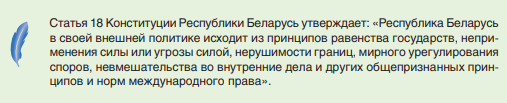 Статья 18 Конституции Республики Беларусь утверждает: «Республика Беларусь
в своей внешней политике исходит из принципов равенства государств, непри-
менения силы или угрозы силой, нерушимости границ, мирного урегулирования
споров, невмешательства во внутренние дела и других общепризнанных прин-
ципов и норм международного права».